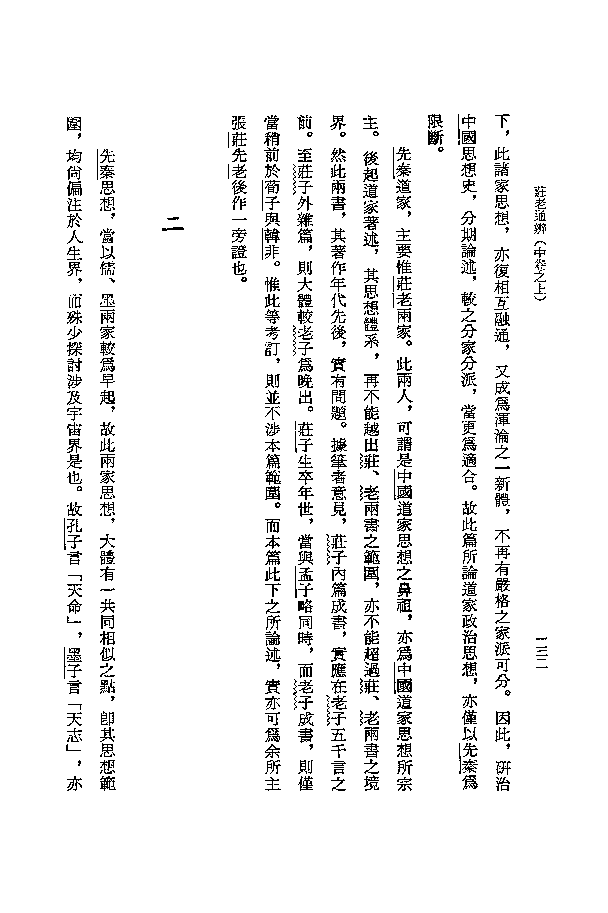 莊老通辨（中卷之上）
一三二
下，此諸家思想，亦復相互融通，又成爲渾淪之一新體，不再有嚴格之家派可分。因此，研治
中國思想史，分期論述，較之分家分派，當更爲適合。故此篇所論道家政治思想，亦僅以先秦爲
限斷。
先秦道家，主要惟莊老兩家。此兩人，可謂是中國道家思想之鼻祖，亦爲中國道家思想所宗
主。後起道家著述，其思想體系，再不能越出莊、老兩書之範圍，亦不能超過莊、老兩書之境
界。然此兩書，其著作年代先後，實有問題。據筆者意見，莊子內篇成書，實應在老子五千言之
前。至莊子外雜篇，則大體較老子爲晚出。莊子生卒年世，當與孟子略同時，而老子成書，則僅
當稍前於荀子與韓非。惟此等考訂，則並不涉本篇範圍。而本篇此下之所論述，實亦可爲余所主
張莊先老後作一旁證也。
二
先秦思想，當以儒、墨兩家較爲早起，故此兩家思想，大體有一共同相似之點，卽其思想範
圍，均尙偏注於人生界，而殊少探討涉及宇宙界是也。故孔子言「天命」，墨子言「天志」，亦